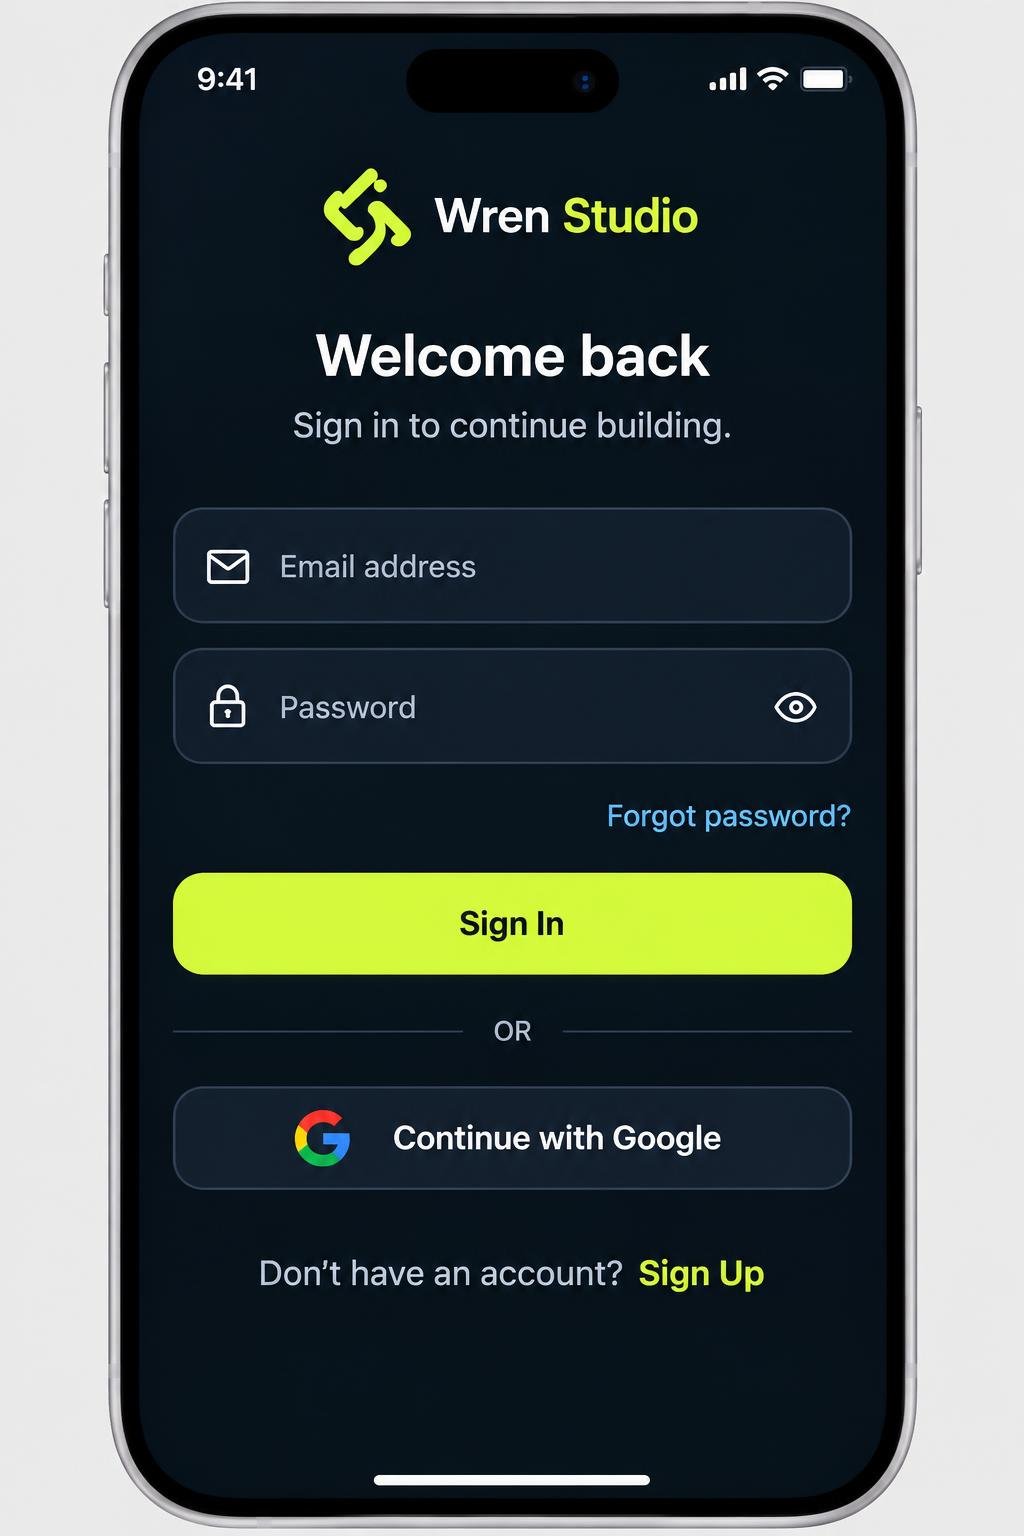 9:41
Wren Studio
Welcome back
Sign in to continue building.
Email address
Password
Forgot password?
Sign In
OR
Continue with Google
Don’t have an account? Sign Up